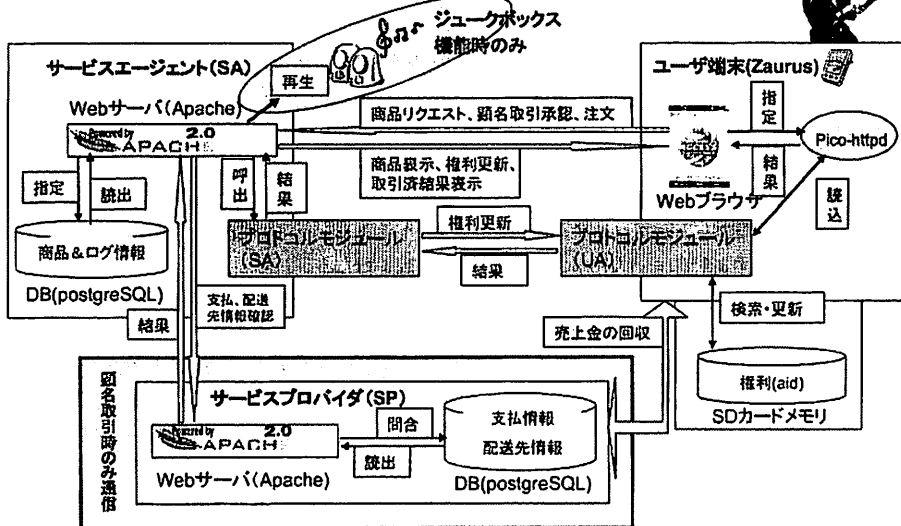 ジュークボックス
機能時のみ
サービスエージェント(SA)
再生
Webサーバ(Apache)
Powered by
APACHE 2.0
指定
読出
呼出
結果
商品&ログ情報
DB(postgreSQL)
プロトコルモジュール
(SA)
商品リクエスト、顕名取引承認、注文
商品表示、権利更新、
取引済結果表示
権利更新
結果
ユーザ端末(Zaurus)
指定
結果
Pico-httpd
Webブラウザ
読込
プロトコルモジュール
(UA)
検索・更新
権利(aid)
SDカードメモリ
結果
支払、配送
先情報確認
売上金の回収
顕名取引時のみ通信
サービスプロバイダ(SP)
Powered by
APACHE 2.0
Webサーバ(Apache)
問合
読出
支払情報
配送先情報
DB(postgreSQL)